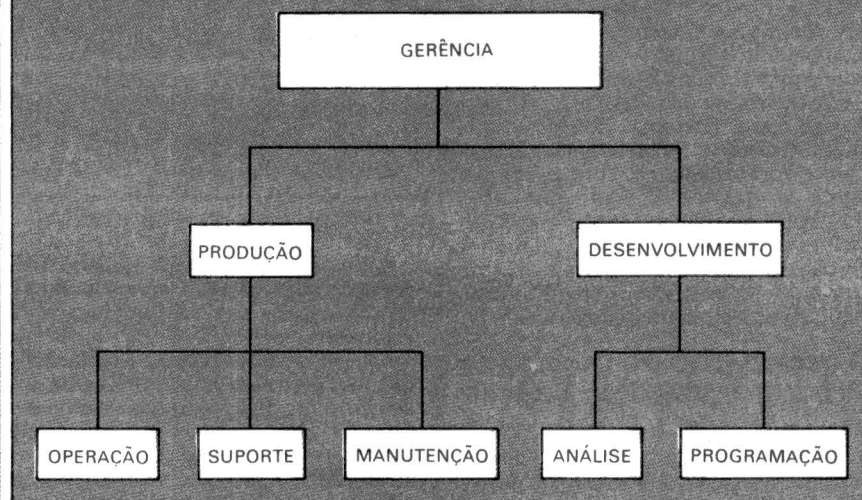 GERÊNCIA
PRODUÇÃO
DESENVOLVIMENTO
OPERAÇÃO
SUPORTE
MANUTENÇÃO
ANÁLISE
PROGRAMAÇÃO